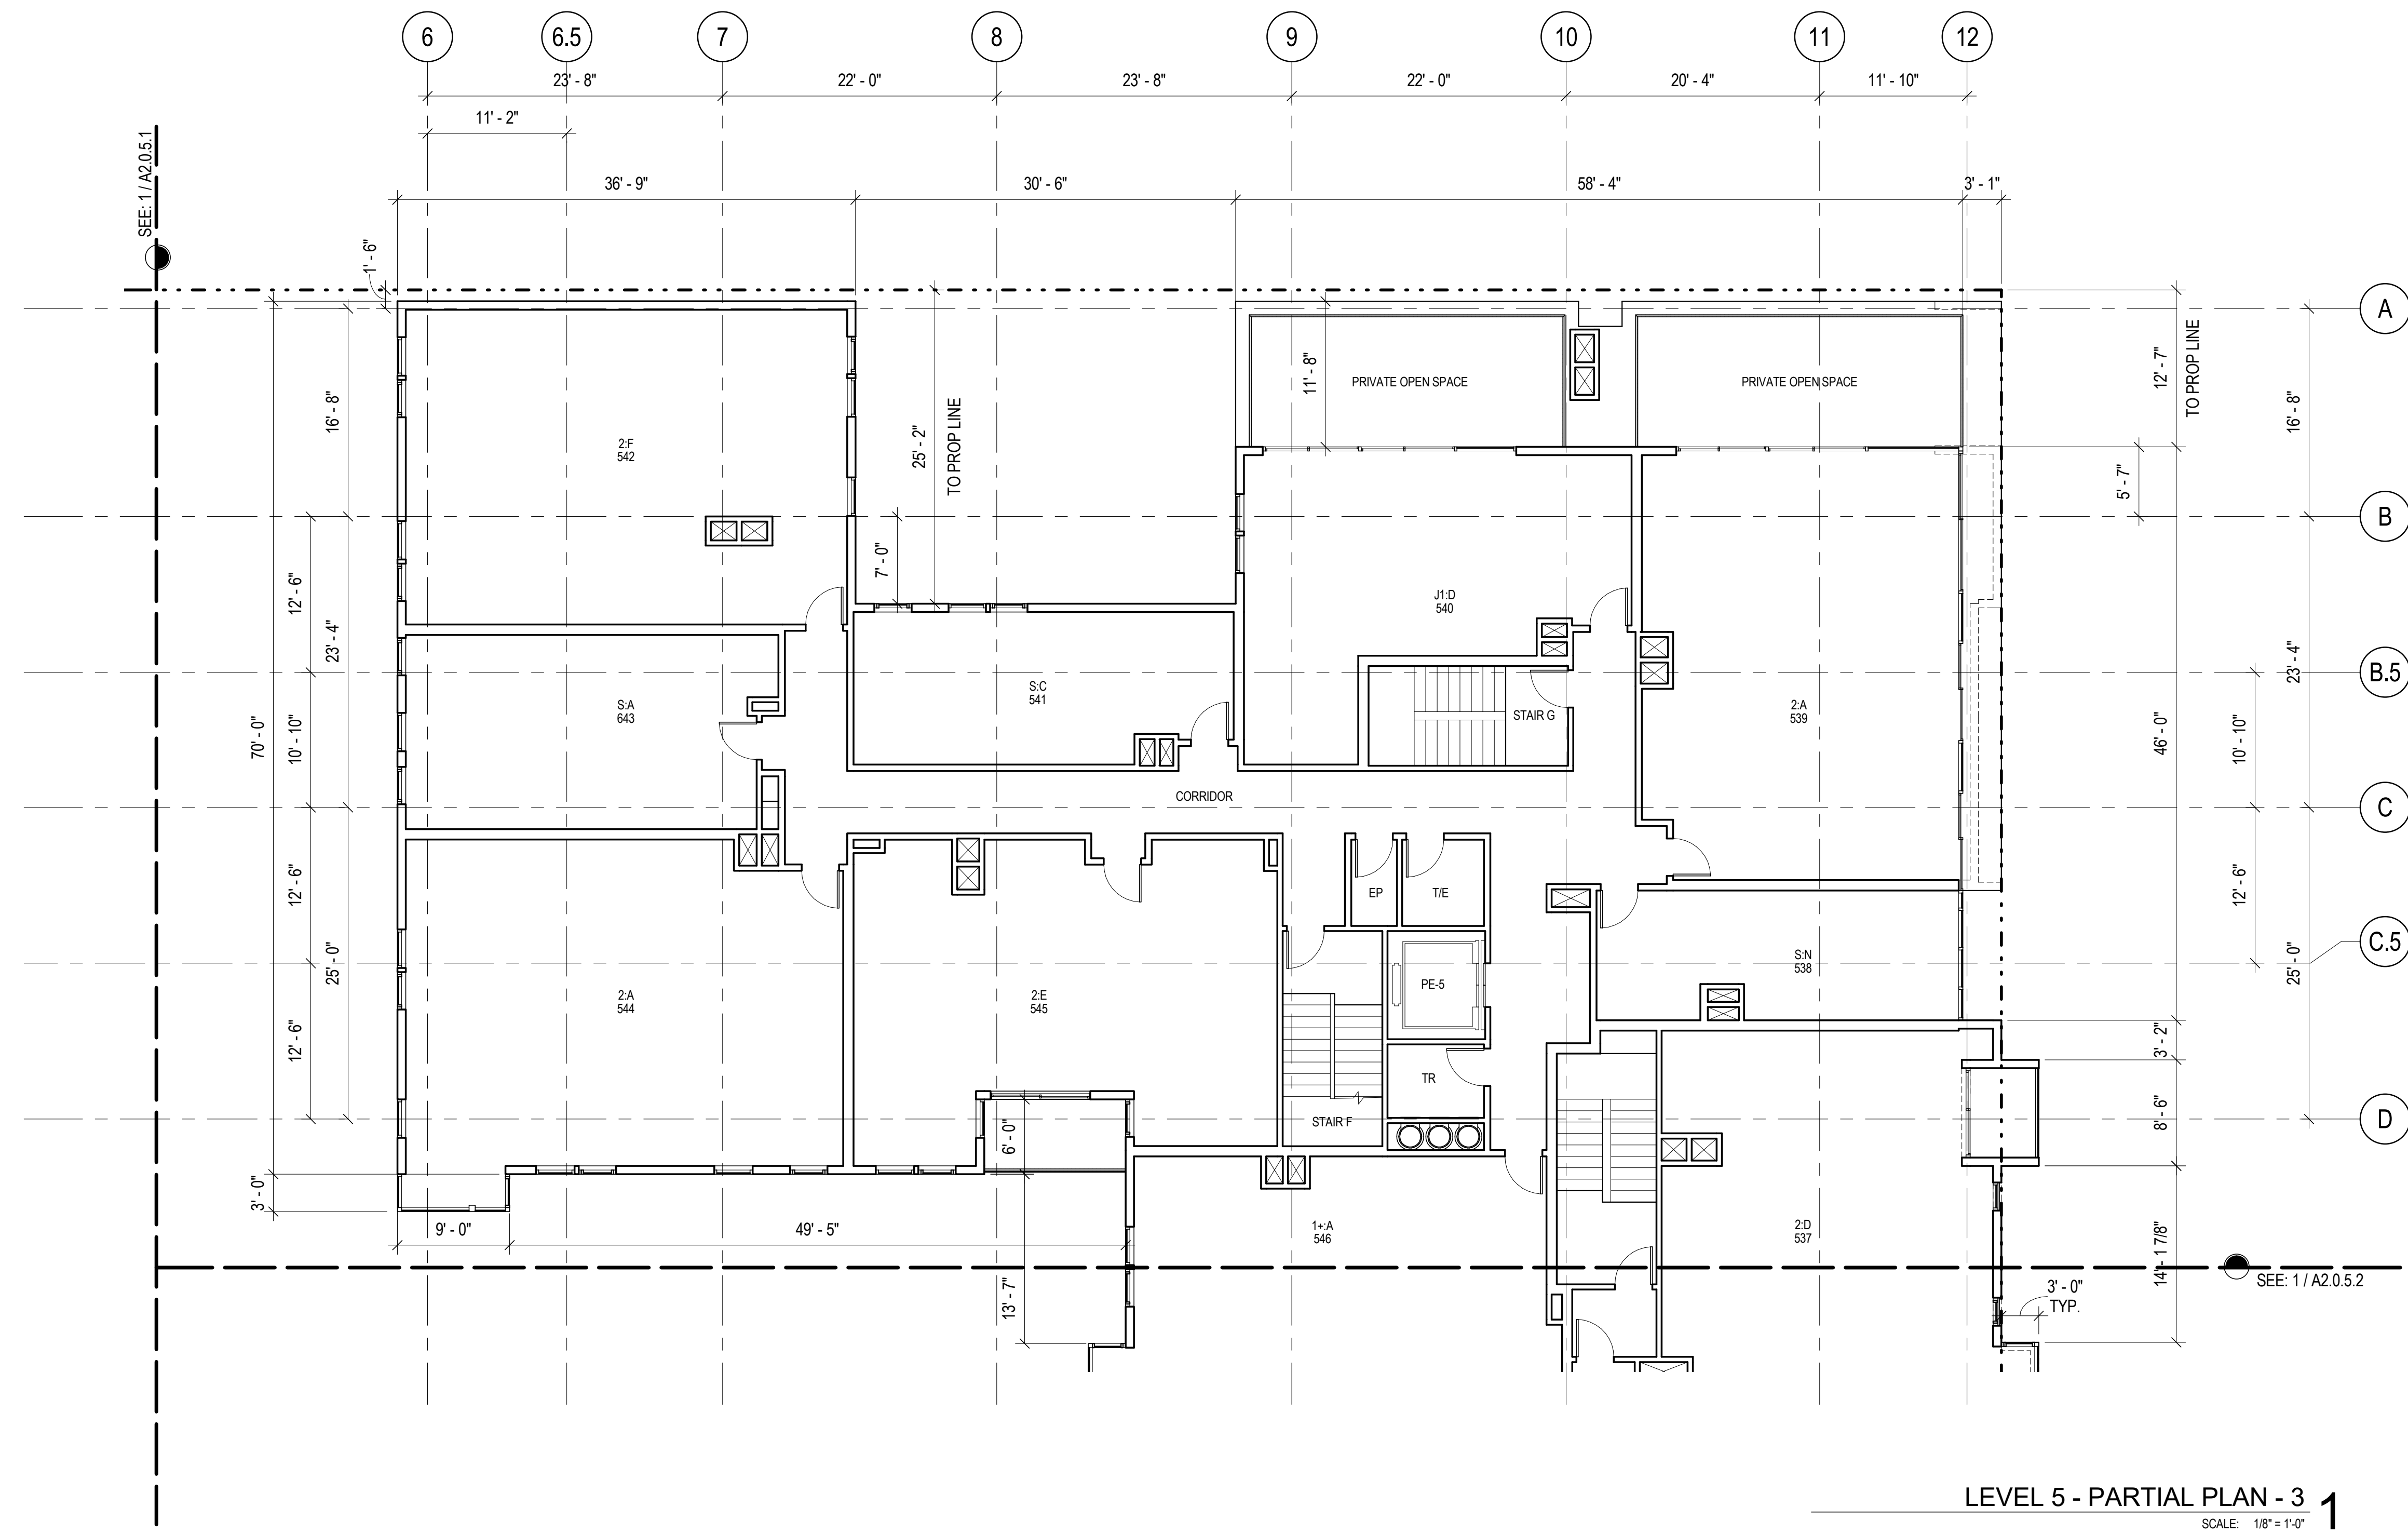 6
6.5
7
8
9
10
11
12
23' - 8"
22' - 0"
23' - 8"
22' - 0"
20' - 4"
11' - 10"
11' - 2"
SEE: 1 / A2.0.5.1
36' - 9"
30' - 6"
58' - 4"
3' - 1"
1' - 6"
A
12' - 7"
TO PROP LINE
11' - 8"
PRIVATE OPEN SPACE
PRIVATE OPEN SPACE
16' - 8"
16' - 8"
25' - 2"
TO PROP LINE
2:F
542
5' - 7"
B
7' - 0"
12' - 6"
23' - 4"
J1:D
540
B.5
23' - 4"
S:C
541
S:A
643
STAIR G
2:A
539
70' - 0"
10' - 10"
46' - 0"
10' - 10"
CORRIDOR
C
12' - 6"
EP
T/E
12' - 6"
C.5
25' - 0"
25' - 0"
S:N
538
PE-5
2:A
544
2:E
545
12' - 6"
3' - 2"
TR
8' - 6"
D
STAIR F
6' - 0"
3' - 0"
9' - 0"
49' - 5"
1+:A
546
2:D
537
14' - 1 7/8"
13' - 7"
SEE: 1 / A2.0.5.2
3' - 0"
TYP.
LEVEL 5 - PARTIAL PLAN - 3
1
SCALE: 1/8" = 1'-0"